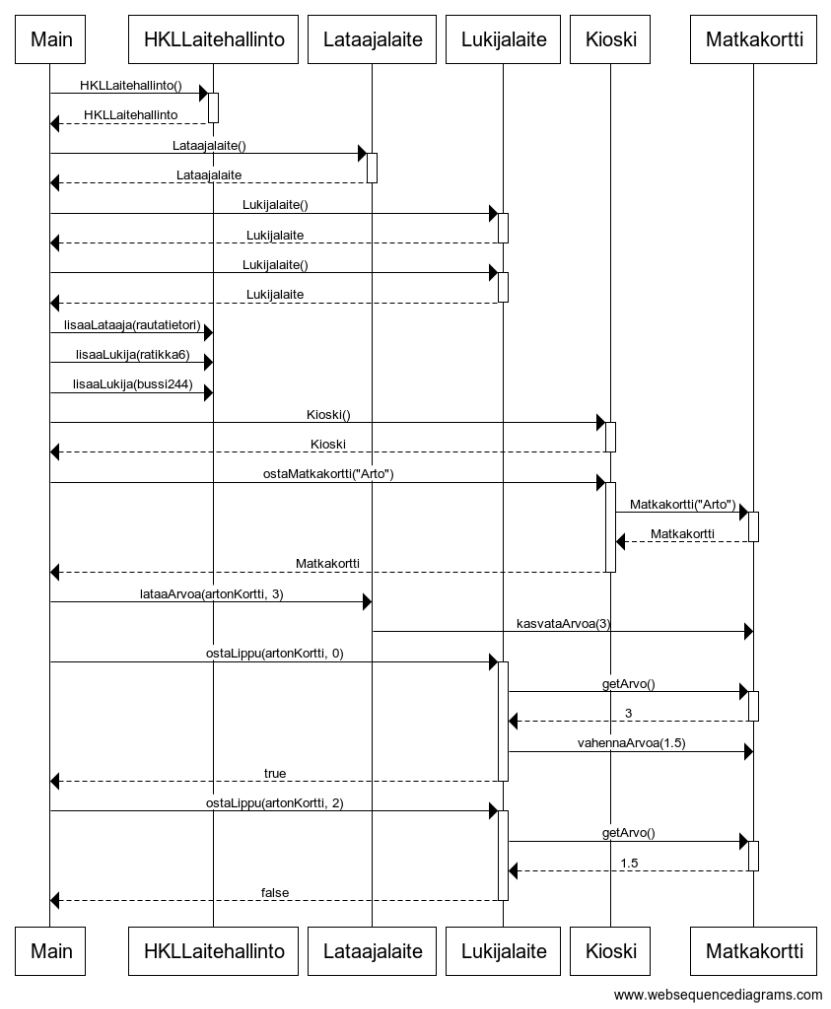 Main HKLLaitehallinto Lataajalaite Lukijalaite Kioski Matkakortti
HKLLaitehallinto()
HKLLaitehallinto
Lataajalaite()
Lataajalaite
Lukijalaite()
Lukijalaite
Lukijalaite()
Lukijalaite
lisaaLataaja(rautatietori)
lisaaLukija(ratikka6)
lisaaLukija(bussi244)
Kioski()
Kioski
ostaMatkakortti("Arto")
Matkakortti("Arto")
Matkakortti
Matkakortti
lataaArvoa(artonKortti, 3)
kasvataArvoa(3)
ostaLippu(artonKortti, 0)
getArvo()
3
vahennaArvoa(1.5)
true
ostaLippu(artonKortti, 2)
getArvo()
1.5
false
Main HKLLaitehallinto Lataajalaite Lukijalaite Kioski Matkakortti
www.websequencediagrams.com